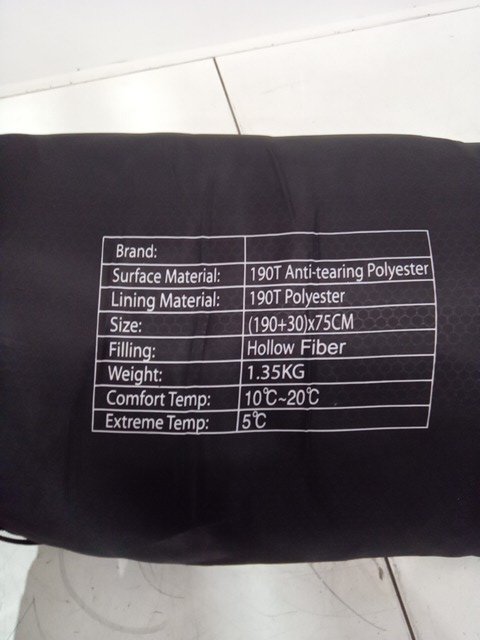 Brand:
Surface Material: 190T Anti-tearing Polyester
Lining Material: 190T Polyester
Size: (190+30)x75CM
Filling: Hollow Fiber
Weight: 1.35KG
Comfort Temp: 10℃~20℃
Extreme Temp: 5℃